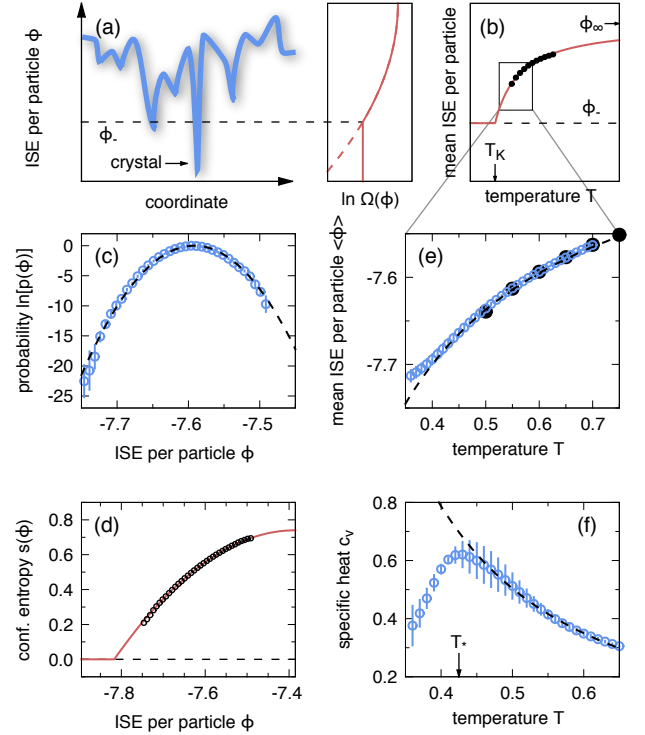 (a)
ISE per particle ϕ
ϕ-
crystal
coordinate
ln Ω(ϕ)
(b)
mean ISE per particle
ϕ∞
ϕ-
T_K
temperature T
(c)
probability ln[p(ϕ)]
0
-5
-10
-15
-20
-25
-7.7 -7.6 -7.5
ISE per particle ϕ
(e)
mean ISE per particle <ϕ>
-7.6
-7.7
0.4 0.5 0.6 0.7
temperature T
(d)
conf. entropy s(ϕ)
0.8
0.6
0.4
0.2
0.0
-7.8 -7.6 -7.4
ISE per particle ϕ
(f)
specific heat c_v
0.8
0.6
0.4
0.2
T_*
0.4 0.5 0.6
temperature T